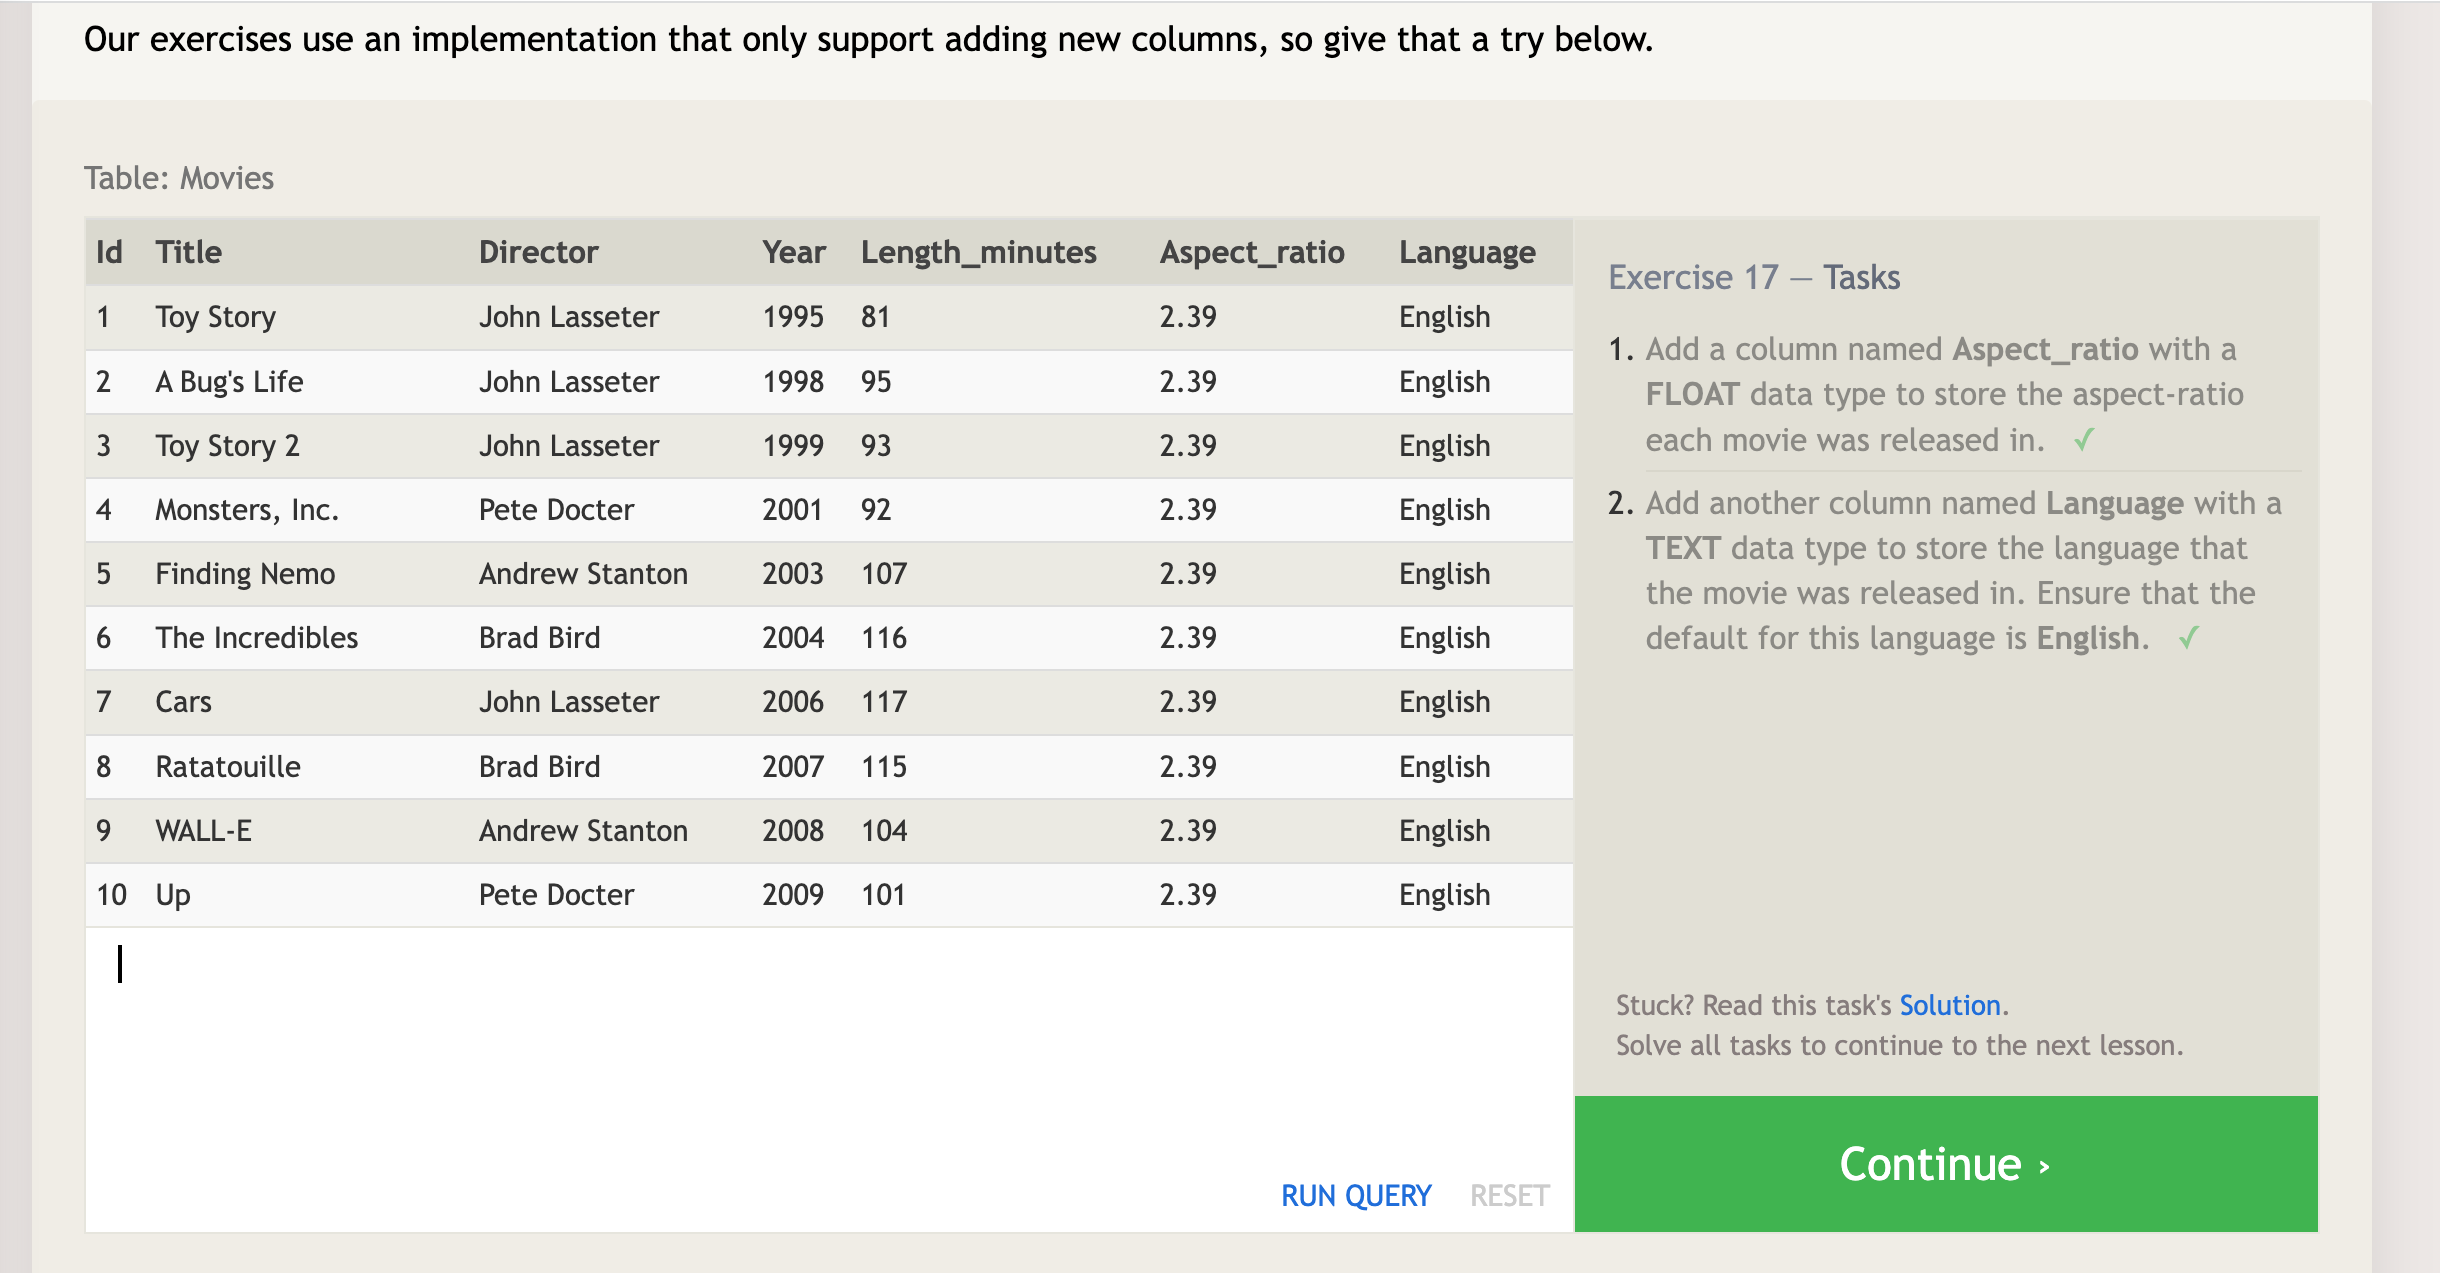 Our exercises use an implementation that only support adding new columns, so give that a try below.
Table: Movies
Id Title Director Year Length_minutes Aspect_ratio Language
1 Toy Story John Lasseter 1995 81 2.39 English
2 A Bug's Life John Lasseter 1998 95 2.39 English
3 Toy Story 2 John Lasseter 1999 93 2.39 English
4 Monsters, Inc. Pete Docter 2001 92 2.39 English
5 Finding Nemo Andrew Stanton 2003 107 2.39 English
6 The Incredibles Brad Bird 2004 116 2.39 English
7 Cars John Lasseter 2006 117 2.39 English
8 Ratatouille Brad Bird 2007 115 2.39 English
9 WALL-E Andrew Stanton 2008 104 2.39 English
10 Up Pete Docter 2009 101 2.39 English
RUN QUERY RESET
Exercise 17 — Tasks
1. Add a column named Aspect_ratio with a
FLOAT data type to store the aspect-ratio
each movie was released in. ✓
2. Add another column named Language with a
TEXT data type to store the language that
the movie was released in. Ensure that the
default for this language is English. ✓
Stuck? Read this task's Solution.
Solve all tasks to continue to the next lesson.
Continue ›